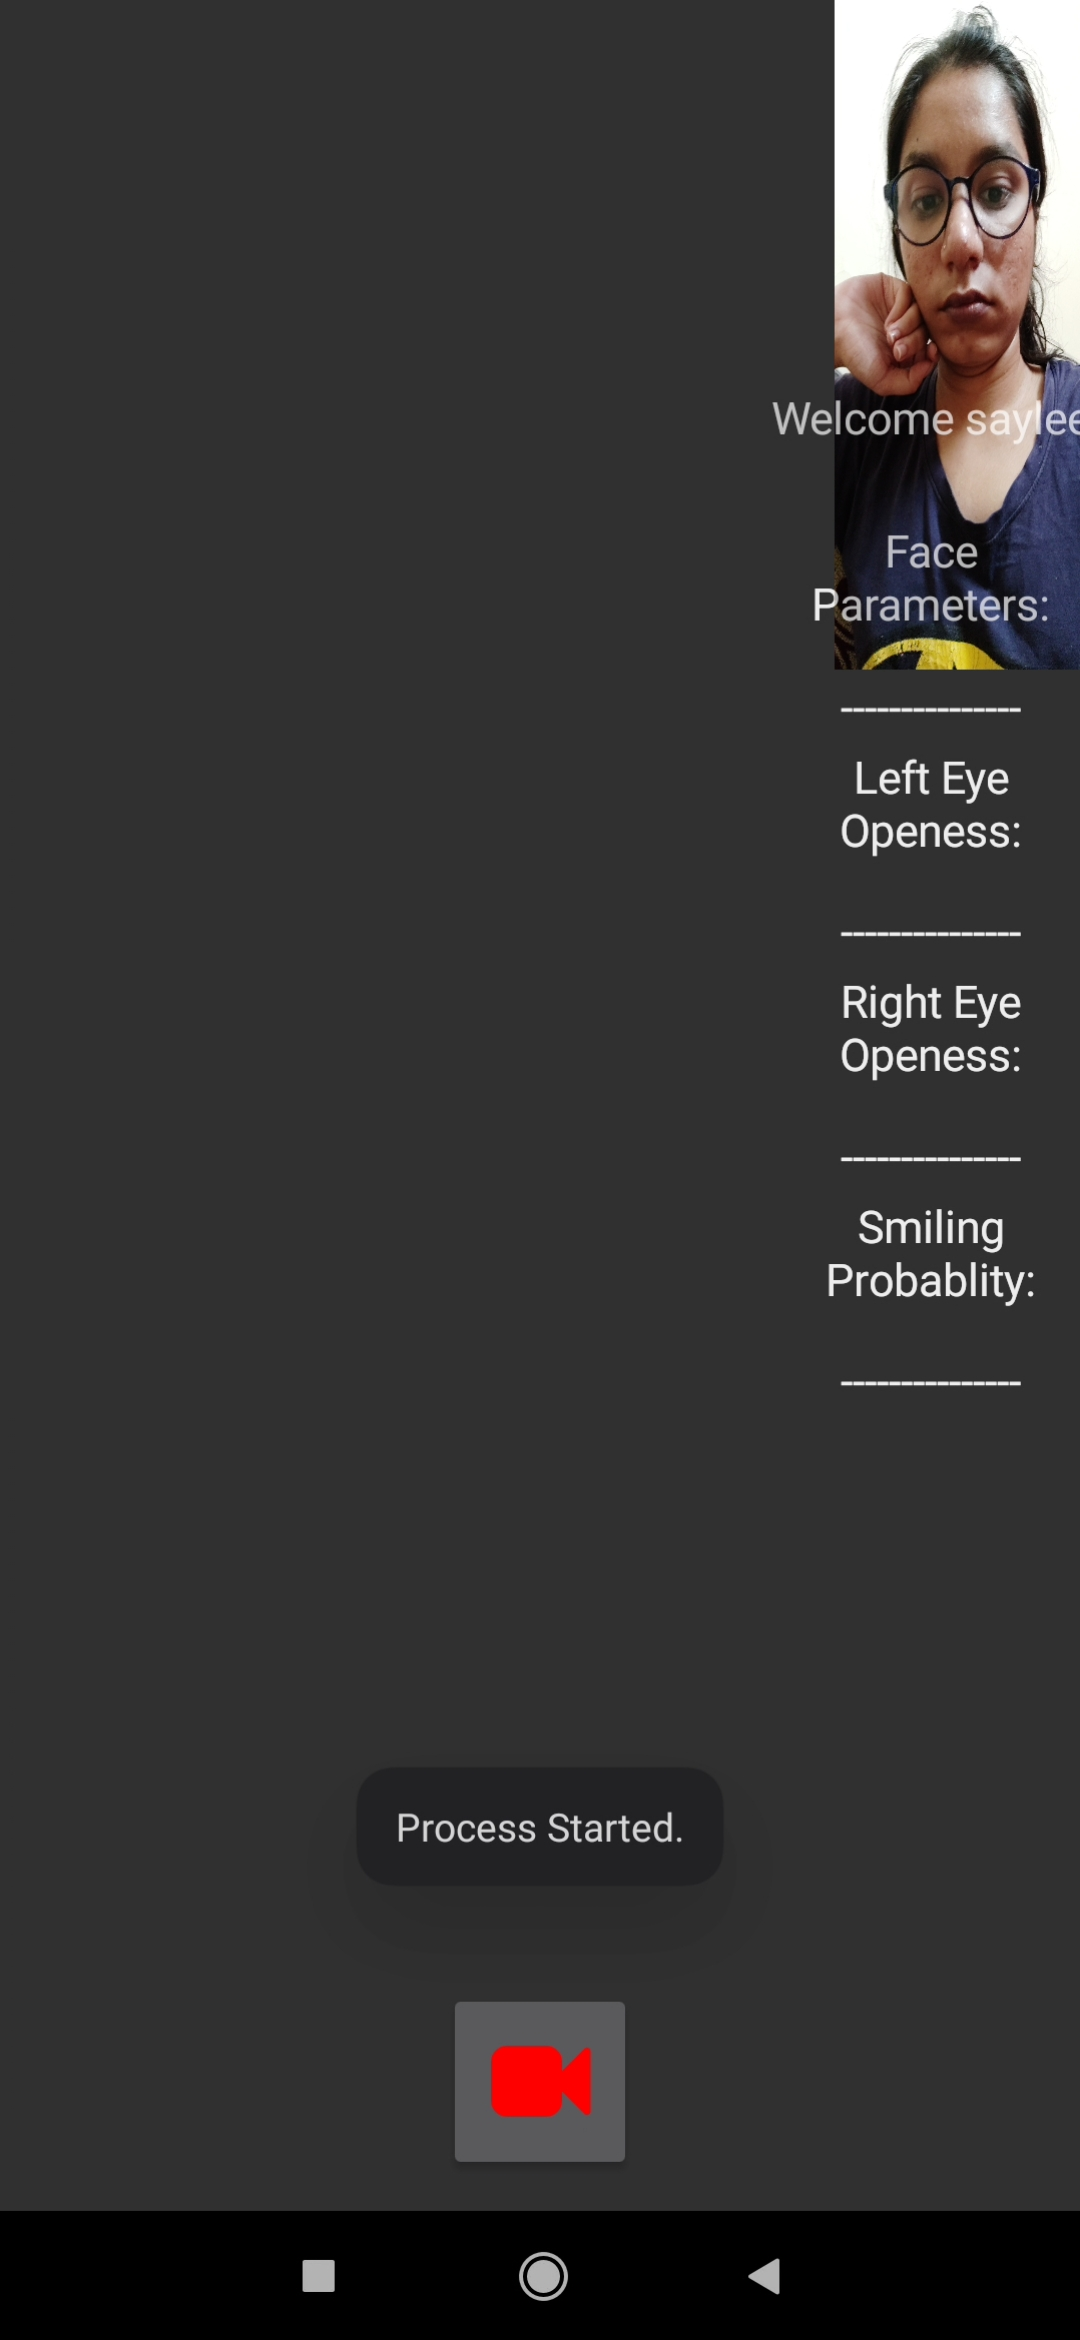 Welcome saylee
Face
Parameters:
---------------
Left Eye
Openess:
---------------
Right Eye
Openess:
---------------
Smiling
Probablity:
---------------
Process Started.